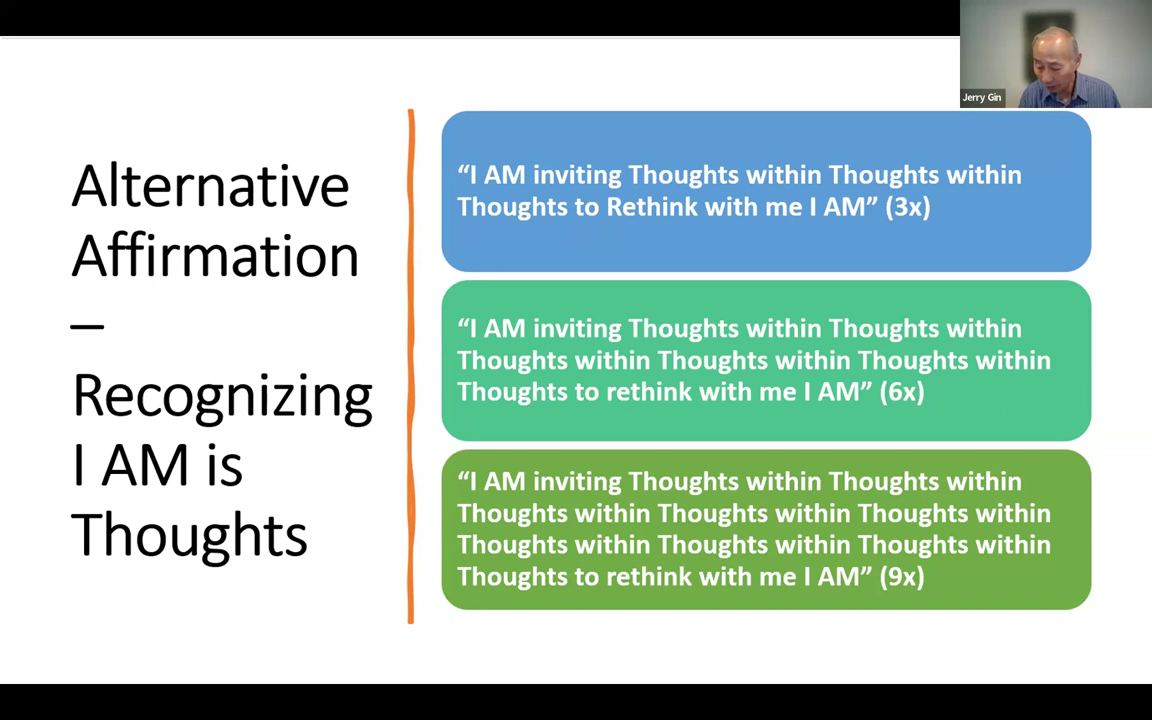 Jerry Gin
Alternative
Affirmation
–
Recognizing
I AM is
Thoughts
“I AM inviting Thoughts within Thoughts within
Thoughts to Rethink with me I AM” (3x)
“I AM inviting Thoughts within Thoughts within
Thoughts within Thoughts within Thoughts within
Thoughts to rethink with me I AM” (6x)
“I AM inviting Thoughts within Thoughts within
Thoughts within Thoughts within Thoughts within
Thoughts within Thoughts within Thoughts within
Thoughts to rethink with me I AM” (9x)